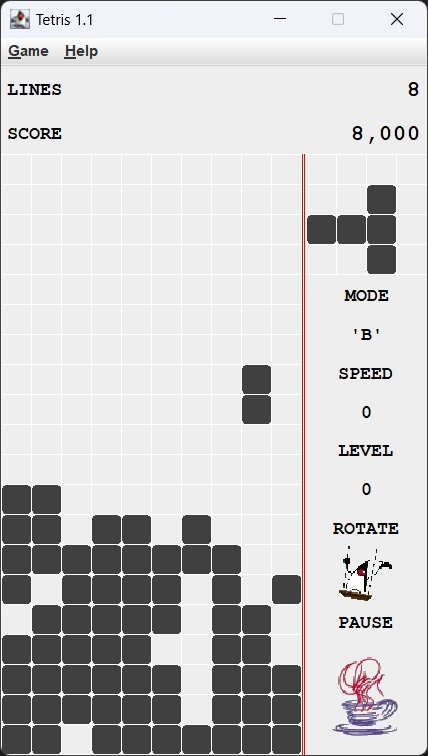 Tetris 1.1
Game Help
LINES 8
SCORE 8,000
MODE
'B'
SPEED
0
LEVEL
0
ROTATE
PAUSE